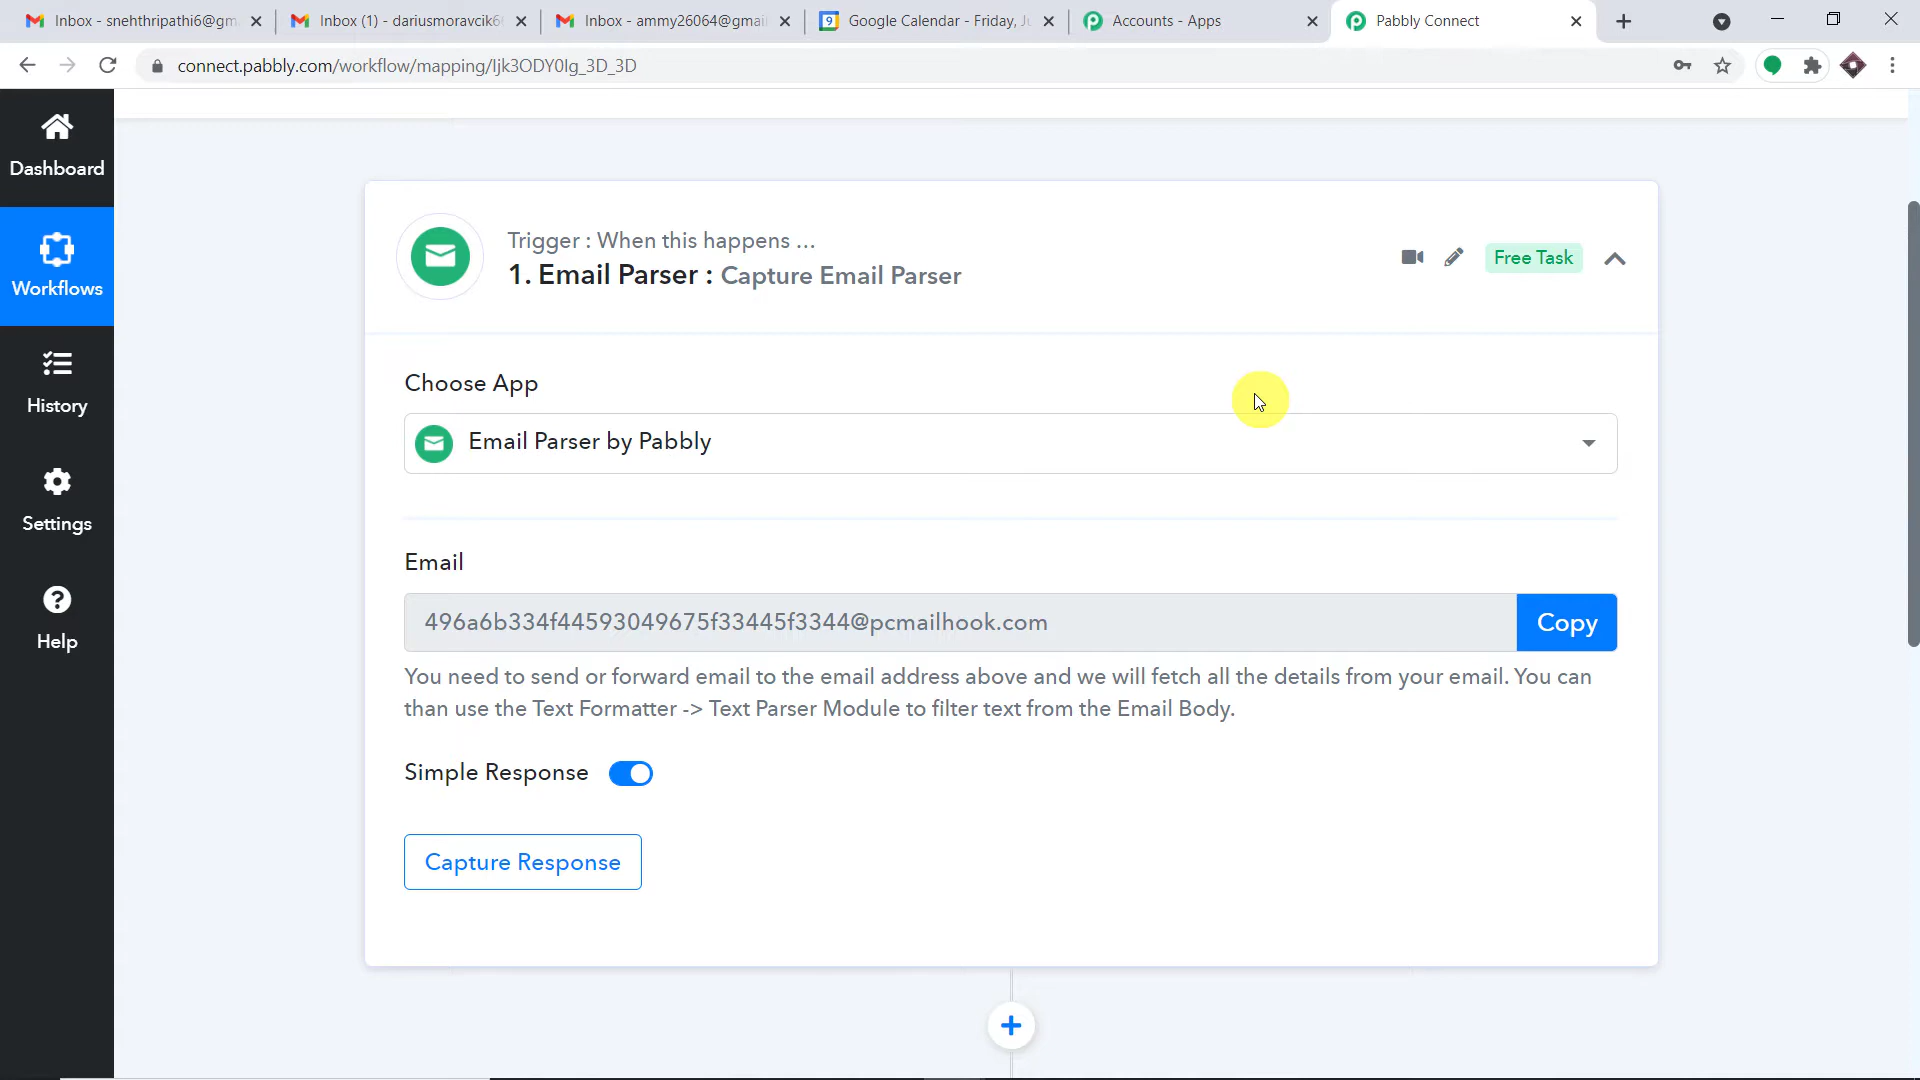 Inbox - snehthripathi6@gm
Inbox (1) - dariusmoravcik6
Inbox - ammy26064@gmai
9
Google Calendar - Friday, Ju
Accounts - Apps
Pabbly Connect
connect.pabbly.com/workflow/mapping/Ijk3ODY0Ig_3D_3D
Dashboard
Workflows
History
Settings
Help
Trigger : When this happens ...
1. Email Parser : Capture Email Parser
Free Task
Choose App
Email Parser by Pabbly
Email
496a6b334f44593049675f33445f3344@pcmailhook.com
Copy
You need to send or forward email to the email address above and we will fetch all the details from your email. You can
than use the Text Formatter -> Text Parser Module to filter text from the Email Body.
Simple Response
Capture Response